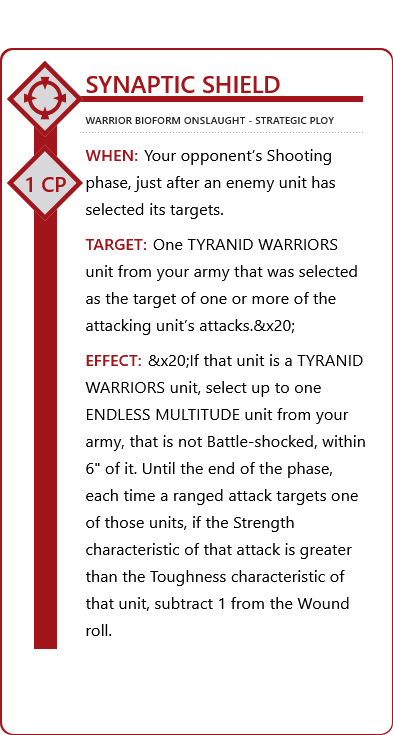 SYNAPTIC SHIELD
WARRIOR BIOFORM ONSLAUGHT - STRATEGIC PLOY
1 CP
WHEN: Your opponent's Shooting
phase, just after an enemy unit has
selected its targets.
TARGET: One TYRANID WARRIORS
unit from your army that was selected
as the target of one or more of the
attacking unit's attacks.&x20;
EFFECT: &x20;If that unit is a TYRANID
WARRIORS unit, select up to one
ENDLESS MULTITUDE unit from your
army, that is not Battle-shocked, within
6" of it. Until the end of the phase,
each time a ranged attack targets one
of those units, if the Strength
characteristic of that attack is greater
than the Toughness characteristic of
that unit, subtract 1 from the Wound
roll.